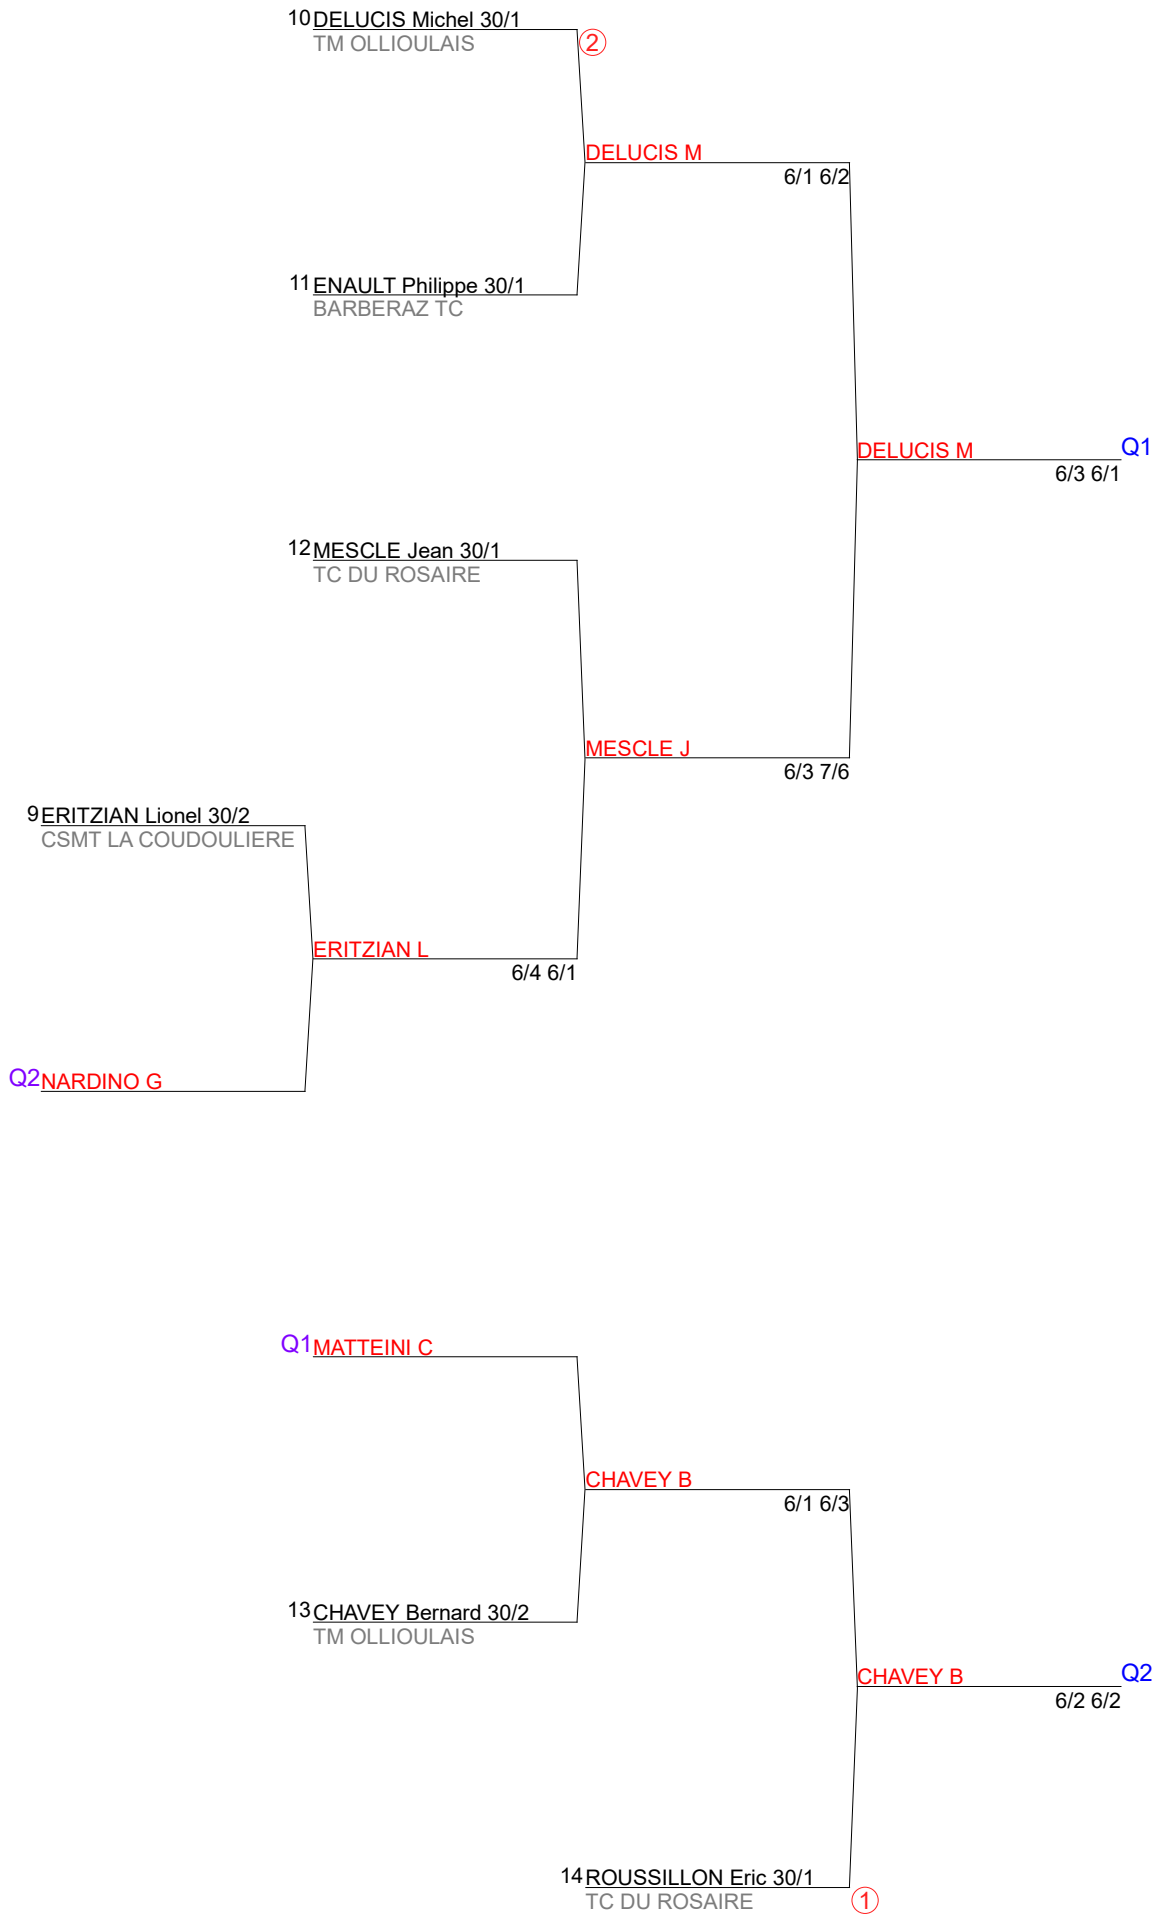 10 DELUCIS Michel 30/1
TM OLLIOULAIS
2
DELUCIS M
6/1 6/2
11 ENAULT Philippe 30/1
BARBERAZ TC
DELUCIS M Q1
6/3 6/1
12 MESCLE Jean 30/1
TC DU ROSAIRE
MESCLE J
6/3 7/6
9 ERITZIAN Lionel 30/2
CSMT LA COUDOULIERE
ERITZIAN L
6/4 6/1
Q2 NARDINO G
Q1 MATTEINI C
CHAVEY B
6/1 6/3
13 CHAVEY Bernard 30/2
TM OLLIOULAIS
CHAVEY B Q2
6/2 6/2
14 ROUSSILLON Eric 30/1
TC DU ROSAIRE
1